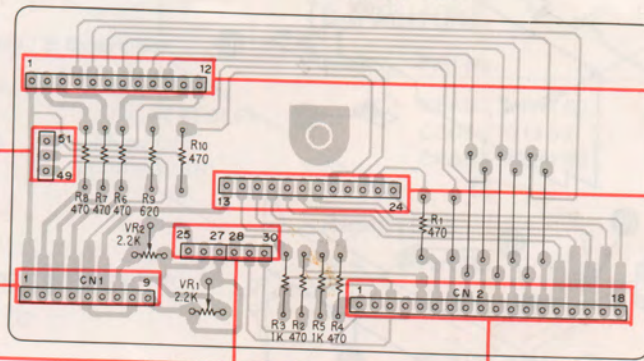 1 12
51
49
R10
470
R8 R7 R6 R9
470 470 470 620
13 24
R1
470
VR2
2.2K
25 27 28 30
1 CN1 9
VR1
2.2K
1 CN 2 18
R3 R2 R5 R4
1K 470 1K 470